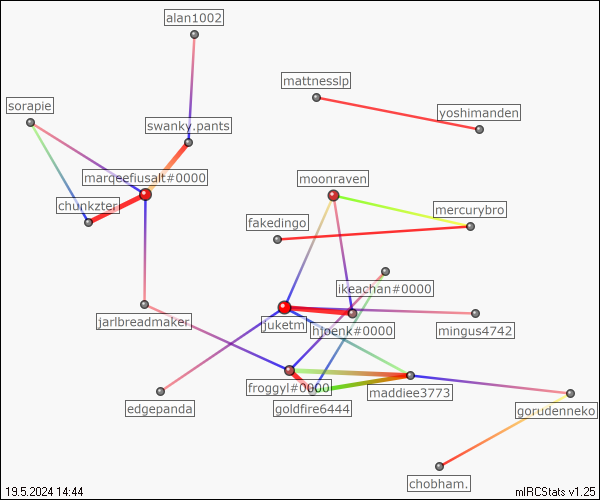 alan1002
mattnesslp
sorapie
yoshimanden
swanky.pants
marqeefiusalt#0000
moonraven
chunkzter
mercurybro
fakedingo
ikeachan#0000
jarlbreadmaker
juketm
hjoenk#0000
mingus4742
froggyl#0000
maddiee3773
edgepanda
goldfire6444
gorudenneko
chobham.
19.5.2024 14:44
mIRCStats v1.25